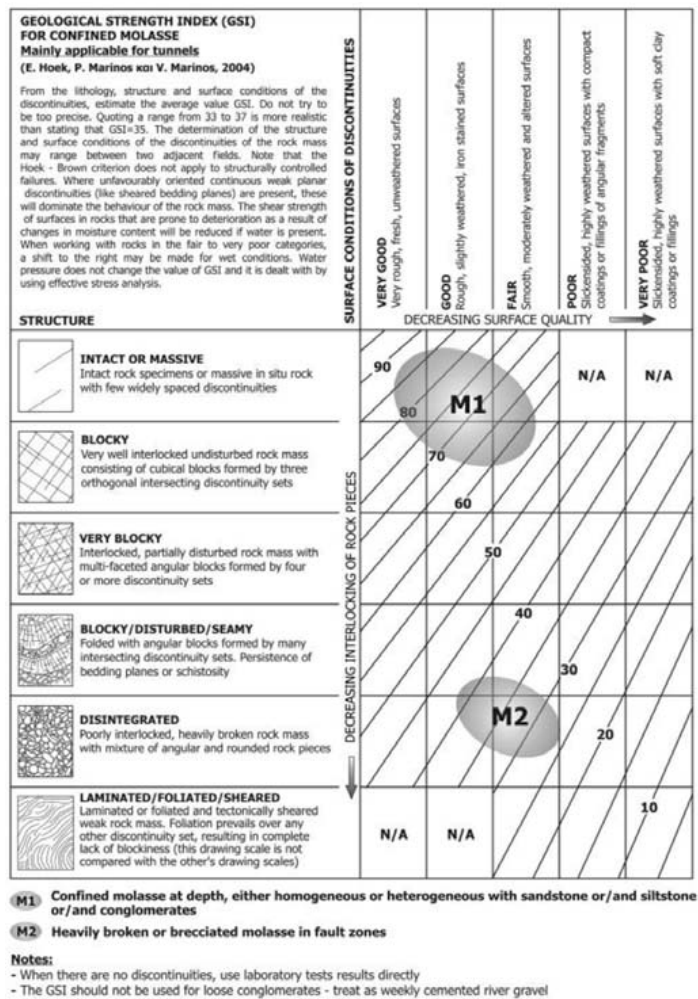 GEOLOGICAL STRENGTH INDEX (GSI)
FOR CONFINED MOLASSE
Mainly applicable for tunnels
(E. Hoek, P. Marinos και V. Marinos, 2004)
From the lithology, structure and surface conditions of the
discontinuities, estimate the average value GSI. Do not try to
be too precise. Quoting a range from 33 to 37 is more realistic
than stating that GSI=35. The determination of the structure
and surface conditions of the discontinuities of the rock mass
may range between two adjacent fields. Note that the
Hoek - Brown criterion does not apply to structurally controlled
failures. Where unfavourably oriented continuous weak planar
discontinuities (like sheared bedding planes) are present, these
will dominate the behaviour of the rock mass. The shear strength
of surfaces in rocks that are prone to deterioration as a result of
changes in moisture content will be reduced if water is present.
When working with rocks in the fair to very poor categories,
a shift to the right may be made for wet conditions. Water
pressure does not change the value of GSI and it is dealt with by
using effective stress analysis.
STRUCTURE
SURFACE CONDITIONS OF DISCONTINUITIES
VERY GOOD
Very rough, fresh, unweathered surfaces
GOOD
Rough, slightly weathered, iron stained surfaces
FAIR
Smooth, moderately weathered and altered surfaces
POOR
Slickensided, highly weathered surfaces with compact
coatings or fillings of angular fragments
VERY POOR
Slickensided, highly weathered surfaces with soft clay
coatings or fillings
DECREASING SURFACE QUALITY
DECREASING INTERLOCKING OF ROCK PIECES
INTACT OR MASSIVE
Intact rock specimens or massive in situ rock
with few widely spaced discontinuities
90
80
M1
N/A
N/A
BLOCKY
Very well interlocked undisturbed rock mass
consisting of cubical blocks formed by three
orthogonal intersecting discontinuity sets
70
60
VERY BLOCKY
Interlocked, partially disturbed rock mass with
multi-faceted angular blocks formed by four
or more discontinuity sets
50
BLOCKY/DISTURBED/SEAMY
Folded with angular blocks formed by many
intersecting discontinuity sets. Persistence of
bedding planes or schistosity
40
30
DISINTEGRATED
Poorly interlocked, heavily broken rock mass
with mixture of angular and rounded rock pieces
M2
20
LAMINATED/FOLIATED/SHEARED
Laminated or foliated and tectonically sheared
weak rock mass. Foliation prevails over any
other discontinuity set, resulting in complete
lack of blockiness (this drawing scale is not
compared with the other's drawing scales)
N/A
N/A
10
M1 Confined molasse at depth, either homogeneous or heterogeneous with sandstone or/and siltstone
or/and conglomerates
M2 Heavily broken or brecciated molasse in fault zones
Notes:
- When there are no discontinuities, use laboratory tests results directly
- The GSI should not be used for loose conglomerates - treat as weekly cemented river gravel